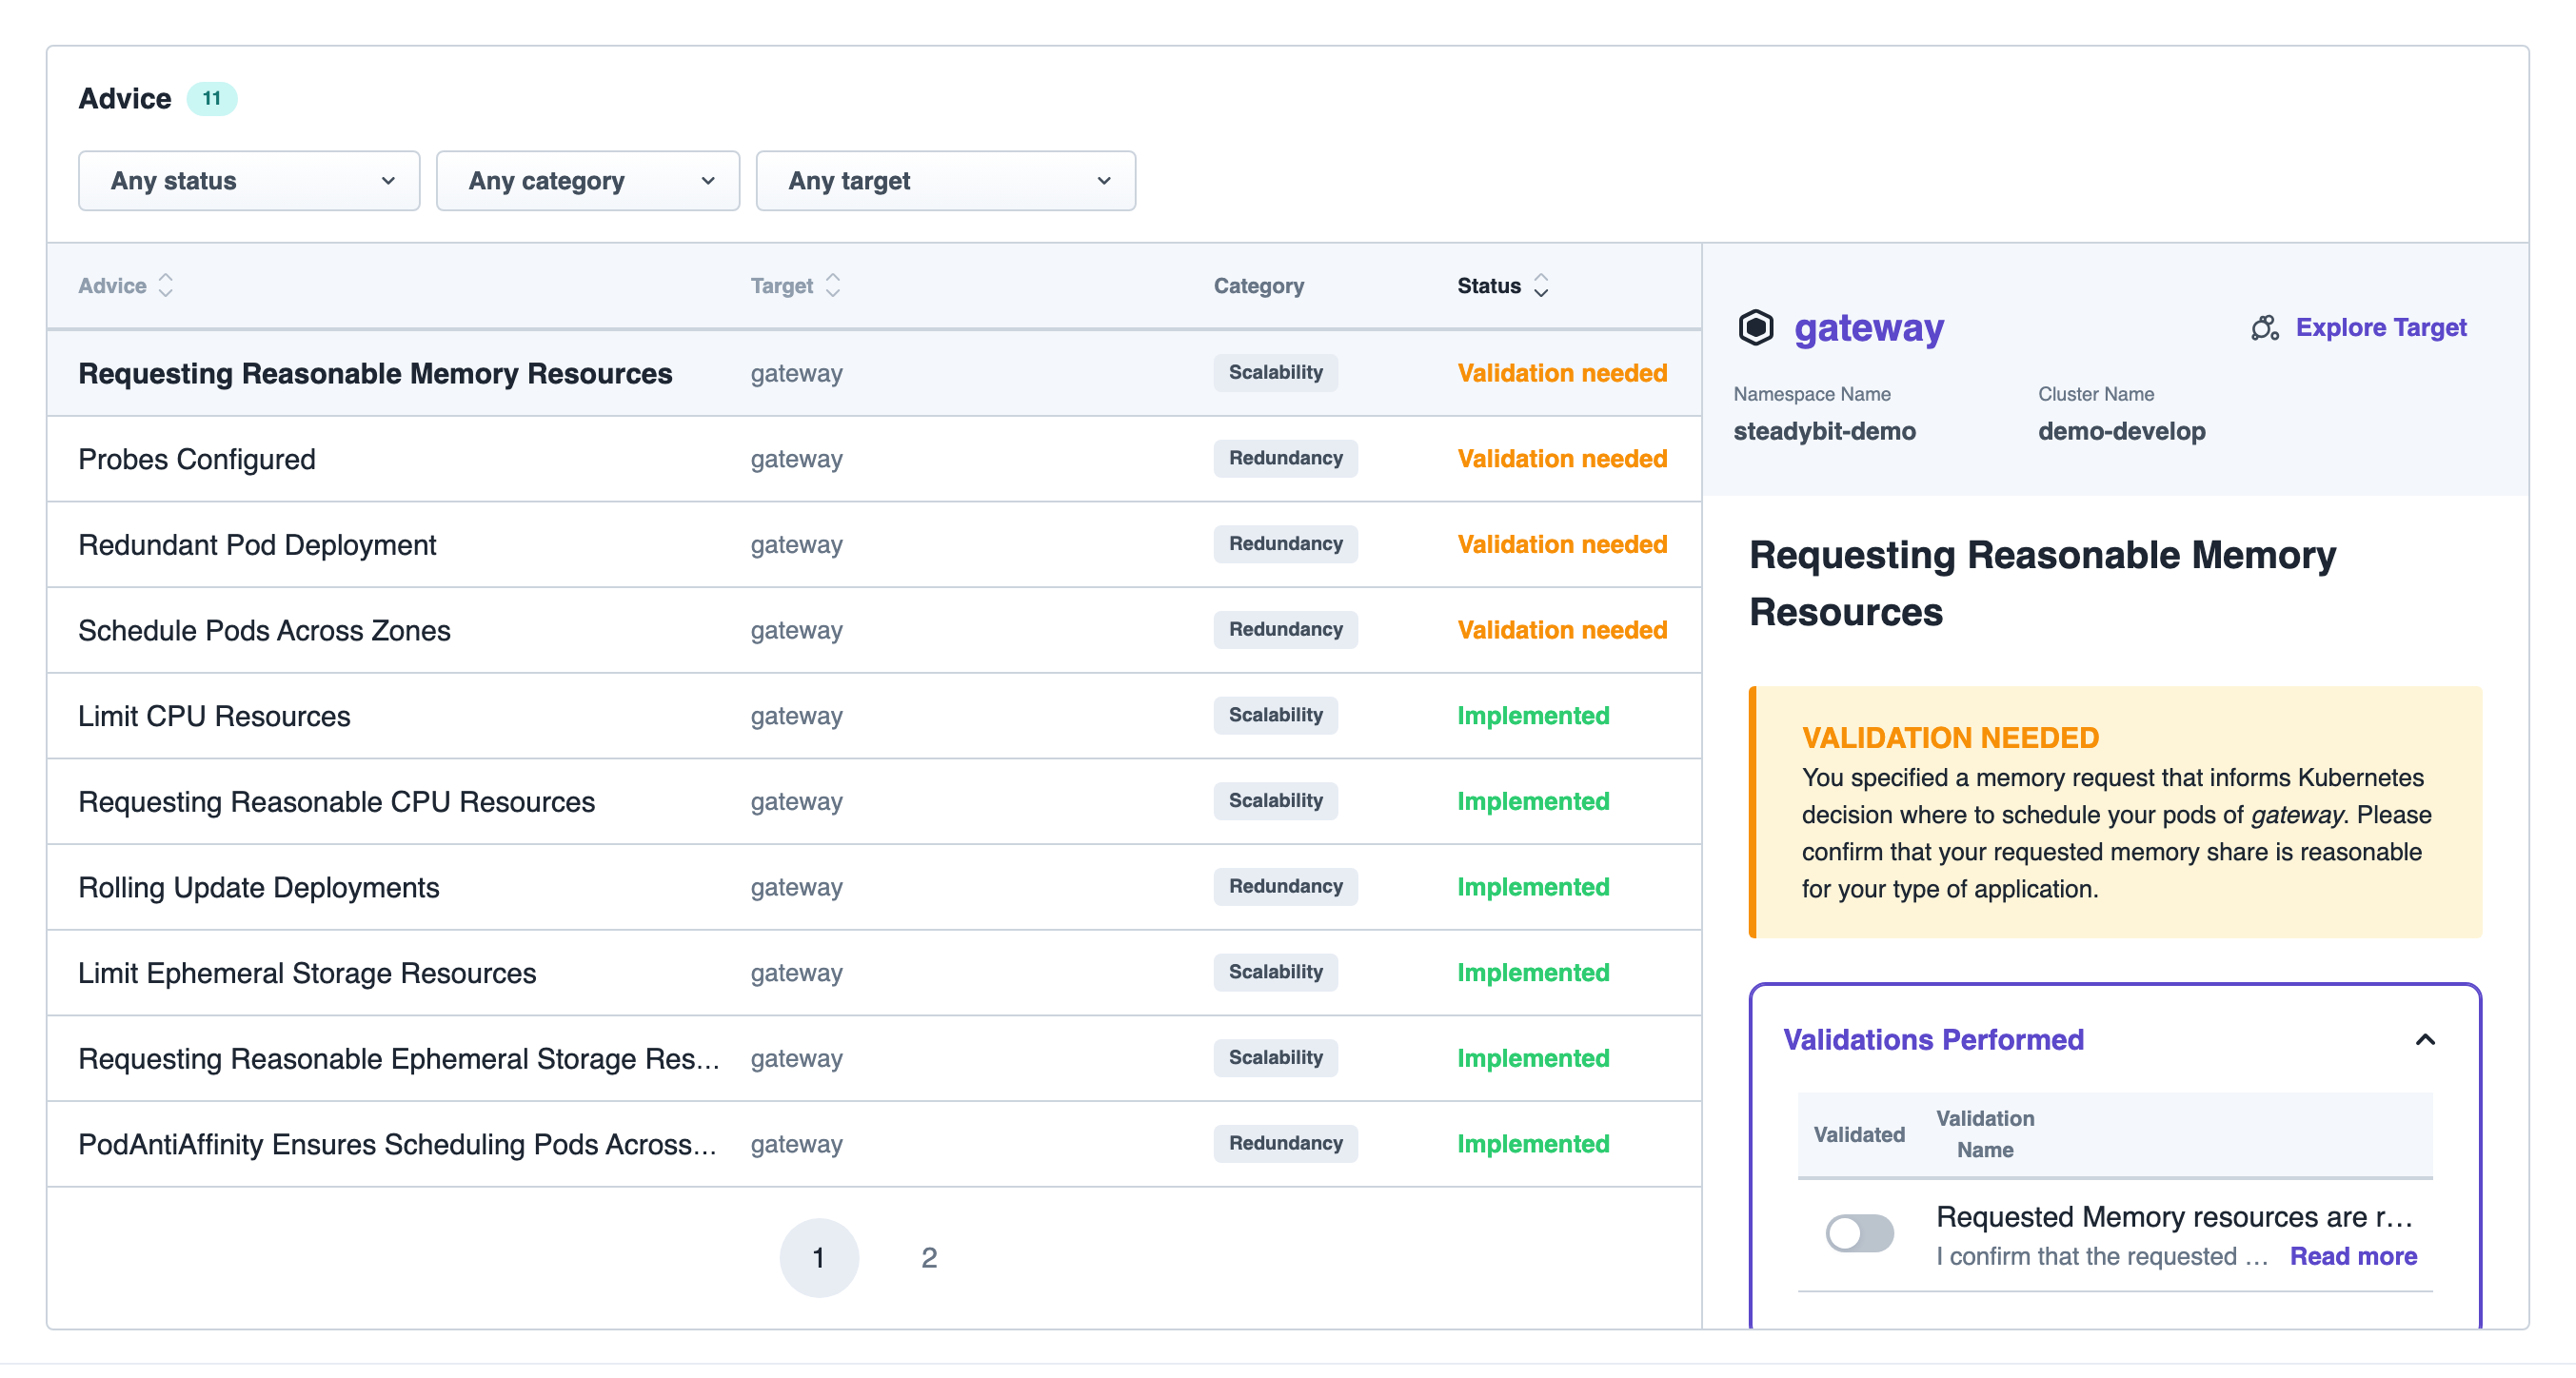 Advice 11
Any status Any category Any target
Advice Target Category Status
Requesting Reasonable Memory Resources gateway Scalability Validation needed
Probes Configured gateway Redundancy Validation needed
Redundant Pod Deployment gateway Redundancy Validation needed
Schedule Pods Across Zones gateway Redundancy Validation needed
Limit CPU Resources gateway Scalability Implemented
Requesting Reasonable CPU Resources gateway Scalability Implemented
Rolling Update Deployments gateway Redundancy Implemented
Limit Ephemeral Storage Resources gateway Scalability Implemented
Requesting Reasonable Ephemeral Storage Res... gateway Scalability Implemented
PodAntiAffinity Ensures Scheduling Pods Across... gateway Redundancy Implemented
1 2
gateway Explore Target
Namespace Name Cluster Name
steadybit-demo demo-develop
Requesting Reasonable Memory
Resources
VALIDATION NEEDED
You specified a memory request that informs Kubernetes
decision where to schedule your pods of gateway. Please
confirm that your requested memory share is reasonable
for your type of application.
Validations Performed
Validated Validation
Name
Requested Memory resources are r...
I confirm that the requested ... Read more